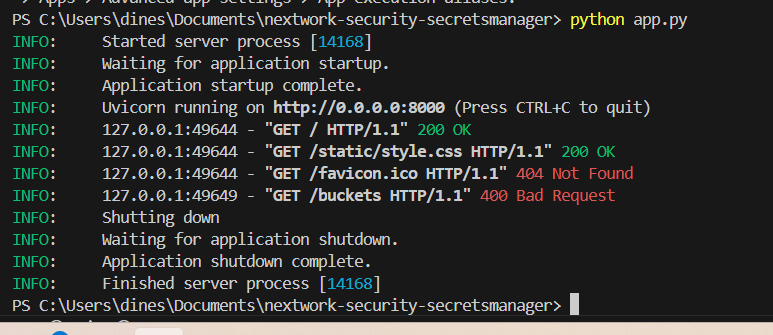 > Apps > Advanced app settings > App execution aliases.
PS C:\Users\dines\Documents\nextwork-security-secretsmanager> python app.py
INFO:     Started server process [14168]
INFO:     Waiting for application startup.
INFO:     Application startup complete.
INFO:     Uvicorn running on http://0.0.0.0:8000 (Press CTRL+C to quit)
INFO:     127.0.0.1:49644 - "GET / HTTP/1.1" 200 OK
INFO:     127.0.0.1:49644 - "GET /static/style.css HTTP/1.1" 200 OK
INFO:     127.0.0.1:49644 - "GET /favicon.ico HTTP/1.1" 404 Not Found
INFO:     127.0.0.1:49649 - "GET /buckets HTTP/1.1" 400 Bad Request
INFO:     Shutting down
INFO:     Waiting for application shutdown.
INFO:     Application shutdown complete.
INFO:     Finished server process [14168]
PS C:\Users\dines\Documents\nextwork-security-secretsmanager>